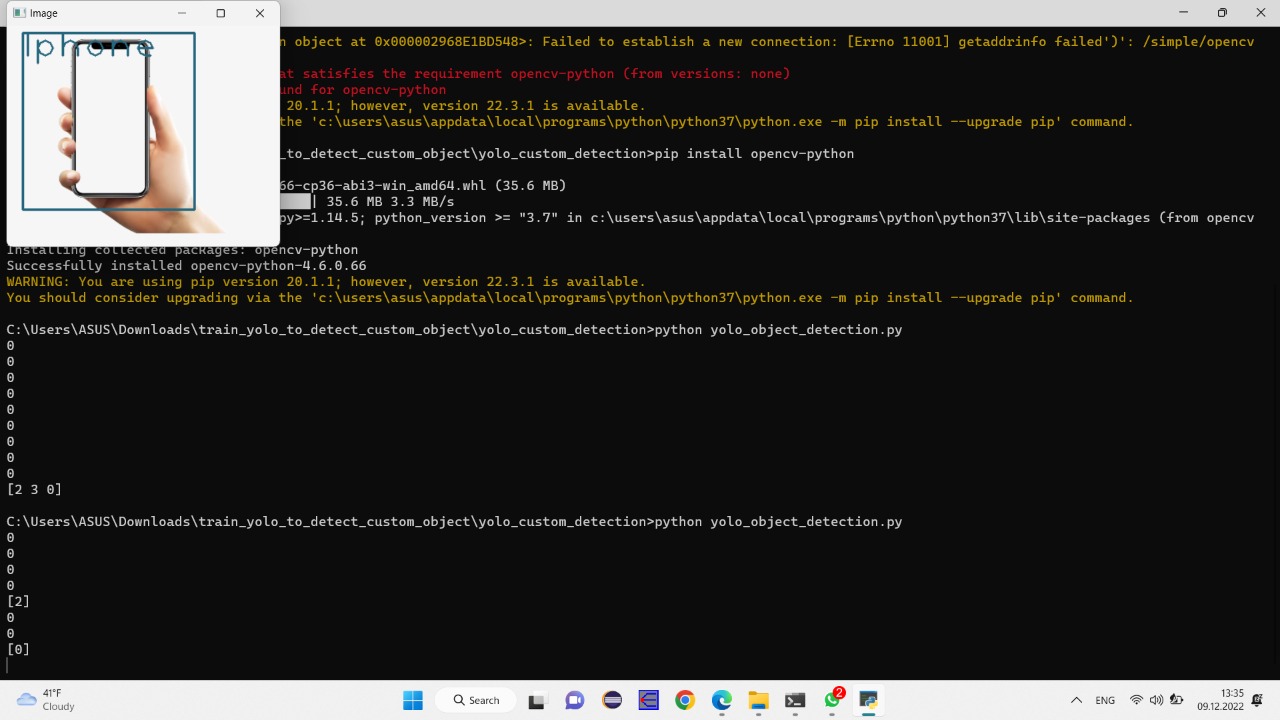 Image
Iphone
n object at 0x000002968E1BD548>: Failed to establish a new connection: [Errno 11001] getaddrinfo failed')': /simple/opencv
at satisfies the requirement opencv-python (from versions: none)
und for opencv-python
20.1.1; however, version 22.3.1 is available.
the 'c:\users\asus\appdata\local\programs\python\python37\python.exe -m pip install --upgrade pip' command.
_to_detect_custom_object\yolo_custom_detection>pip install opencv-python
66-cp36-abi3-win_amd64.whl (35.6 MB)
| 35.6 MB 3.3 MB/s
py>=1.14.5; python_version >= "3.7" in c:\users\asus\appdata\local\programs\python\python37\lib\site-packages (from opencv
Installing collected packages: opencv-python
Successfully installed opencv-python-4.6.0.66
WARNING: You are using pip version 20.1.1; however, version 22.3.1 is available.
You should consider upgrading via the 'c:\users\asus\appdata\local\programs\python\python37\python.exe -m pip install --upgrade pip' command.
C:\Users\ASUS\Downloads\train_yolo_to_detect_custom_object\yolo_custom_detection>python yolo_object_detection.py
0
0
0
0
0
0
0
0
0
[2 3 0]
C:\Users\ASUS\Downloads\train_yolo_to_detect_custom_object\yolo_custom_detection>python yolo_object_detection.py
0
0
0
0
[2]
0
0
[0]
41°F
Cloudy
Search
2
ENG
13:35
09.12.2022